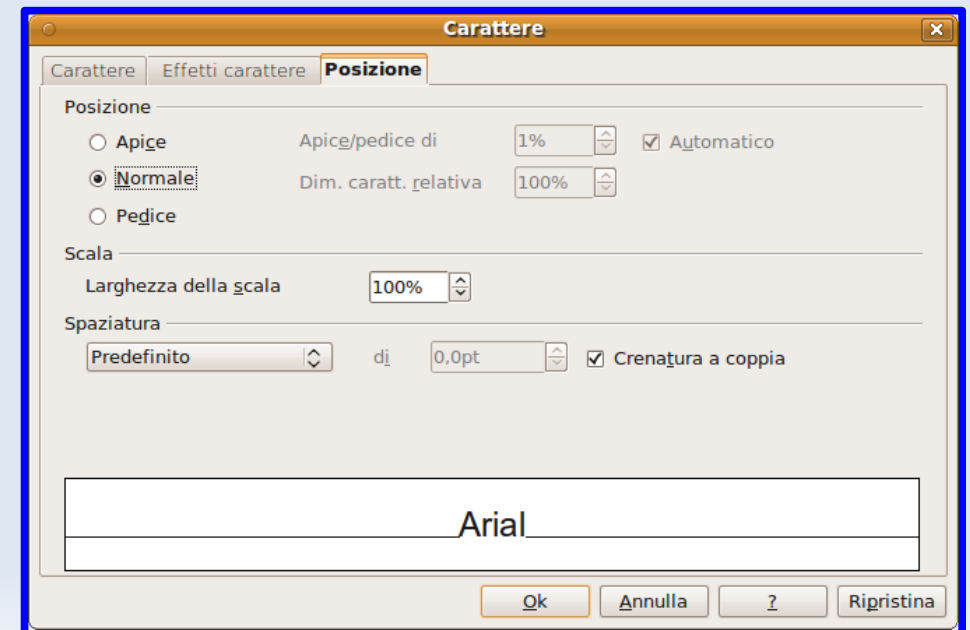 Carattere
Carattere Effetti carattere Posizione
Posizione
Apice Apice/pedice di 1% Automatico
Normale Dim. caratt. relativa 100%
Pedice
Scala
Larghezza della scala 100%
Spaziatura
Predefinito di 0,0pt Crenatura a coppia
Arial
Ok Annulla ? Ripristina